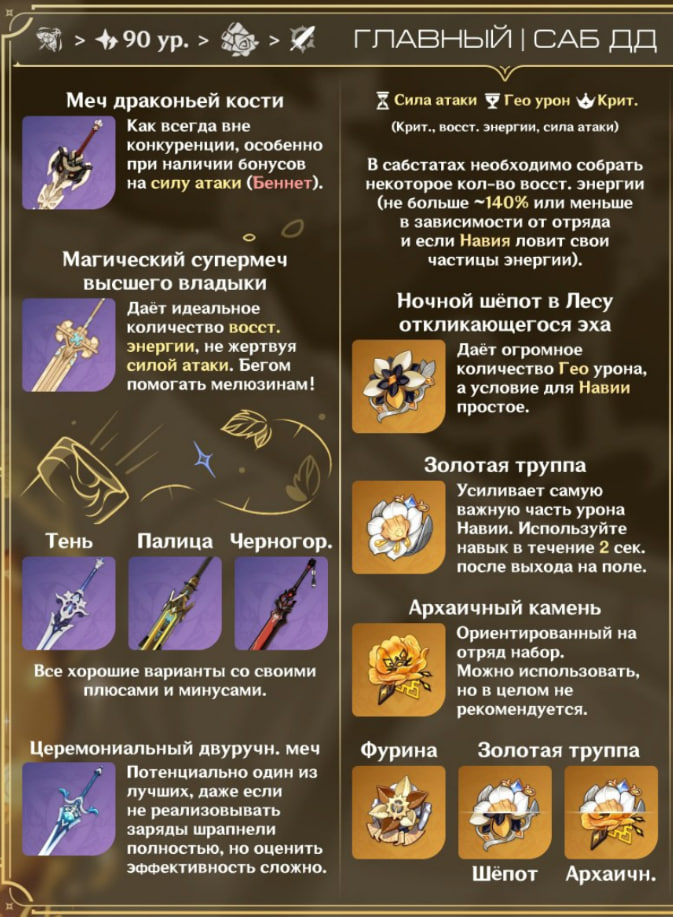 > 90 ур. > >
ГЛАВНЫЙ | САБ ДД
Меч драконьей кости
Как всегда вне
конкуренции, особенно
при наличии бонусов
на силу атаки (Беннет).
Магический супермеч
высшего владыки
Даёт идеальное
количество восст.
энергии, не жертвуя
силой атаки. Бегом
помогать мелюзинам!
Тень Палица Черногор.
Все хорошие варианты со своими
плюсами и минусами.
Церемониальный двуручн. меч
Потенциально один из
лучших, даже если
не реализовывать
заряды шрапнели
полностью, но оценить
эффективность сложно.
Сила атаки Гео урон Крит.
(Крит., восст. энергии, сила атаки)
В сабстатах необходимо собрать
некоторое кол-во восст. энергии
(не больше ~140% или меньше
в зависимости от отряда
и если Навия ловит свои
частицы энергии).
Ночной шёпот в Лесу
откликающегося эха
Даёт огромное
количество Гео урона,
а условие для Навии
простое.
Золотая труппа
Усиливает самую
важную часть урона
Навии. Используйте
навык в течение 2 сек.
после выхода на поле.
Архаичный камень
Ориентированный на
отряд набор.
Можно использовать,
но в целом не
рекомендуется.
Фурина Золотая труппа
Шёпот Архаичн.